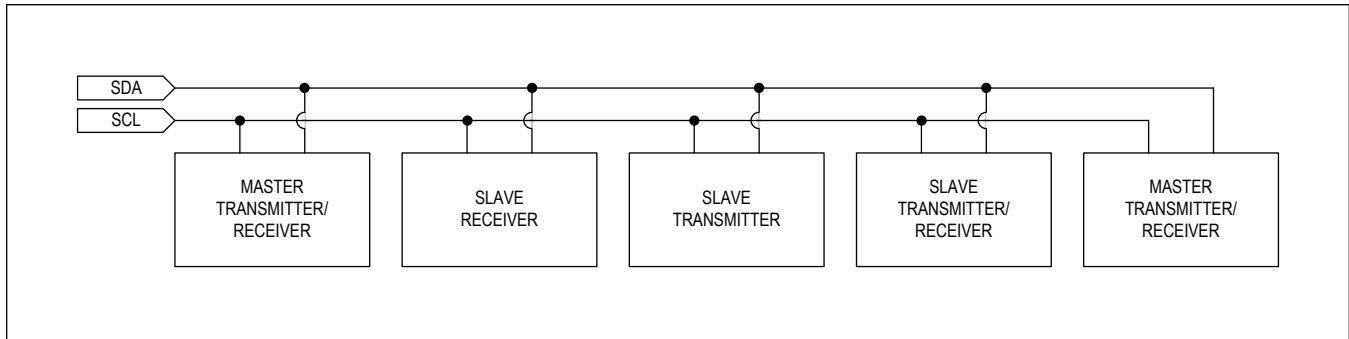 SDA
SCL
MASTER
TRANSMITTER/
RECEIVER
SLAVE
RECEIVER
SLAVE
TRANSMITTER
SLAVE
TRANSMITTER/
RECEIVER
MASTER
TRANSMITTER/
RECEIVER